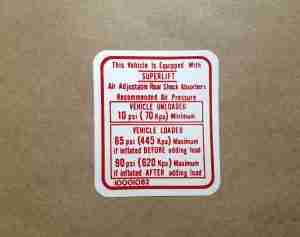 This Vehicle is Equipped With
SUPERLIFT
Air Adjustable Rear Shock Absorbers
Recommended Air Pressure
VEHICLE UNLOADED
10 psi (70 Kpa) Minimum
VEHICLE LOADED
65 psi (445 Kpa) Maximum
if inflated BEFORE adding load
90 psi (620 Kpa) Maximum
if inflated AFTER adding load
10001082